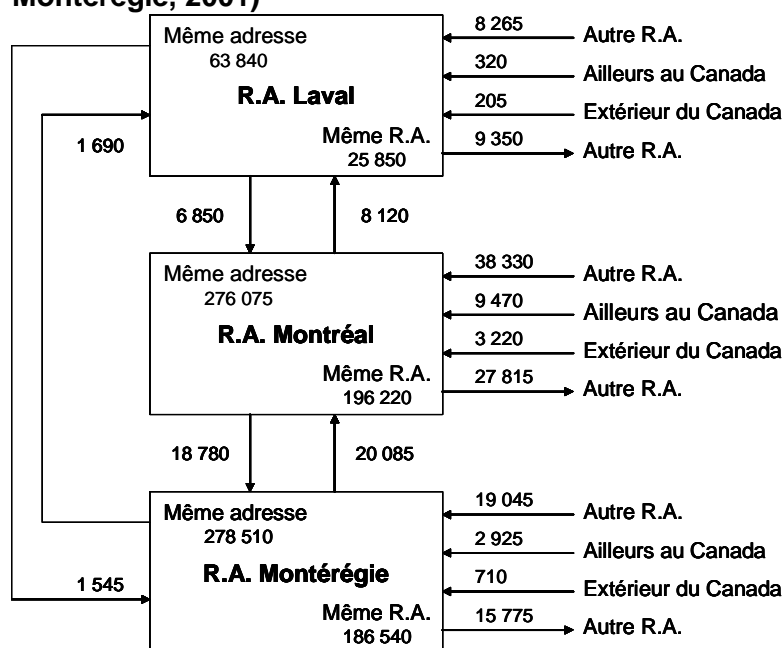 Montérégie, 2001)
Même adresse
63 840
R.A. Laval
Même R.A.
25 850
8 265 Autre R.A.
320 Ailleurs au Canada
205 Extérieur du Canada
9 350 Autre R.A.
1 690
6 850
8 120
Même adresse
276 075
R.A. Montréal
Même R.A.
196 220
38 330 Autre R.A.
9 470 Ailleurs au Canada
3 220 Extérieur du Canada
27 815 Autre R.A.
18 780
20 085
Même adresse
278 510
R.A. Montérégie
Même R.A.
186 540
19 045 Autre R.A.
2 925 Ailleurs au Canada
710 Extérieur du Canada
15 775 Autre R.A.
1 545